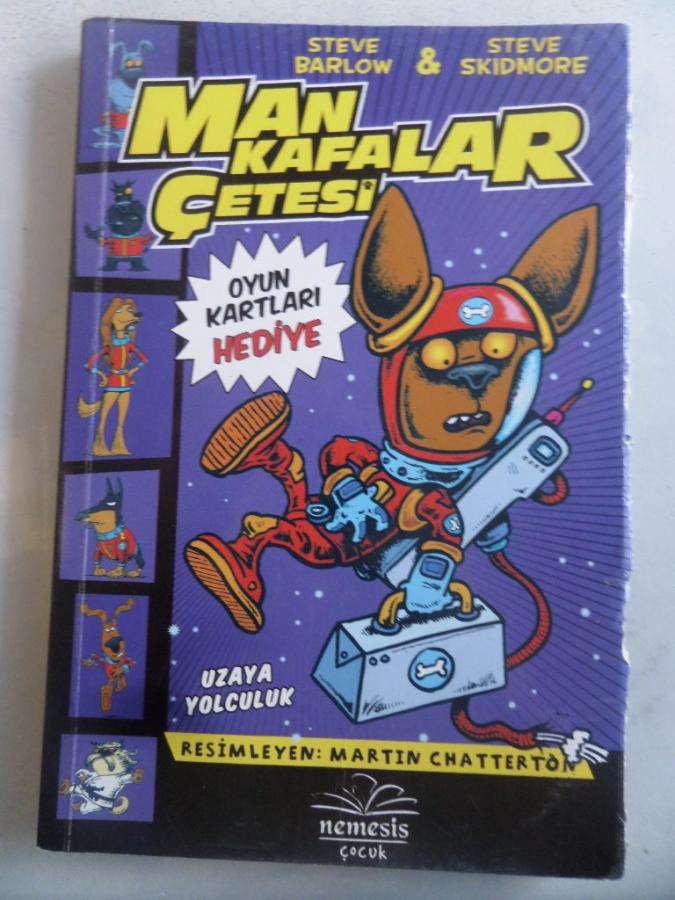 STEVE BARLOW & STEVE SKIDMORE
MAN
KAFALAR
ÇETESİ
OYUN
KARTLARI
HEDİYE
UZAYA
YOLCULUK
RESİMLEYEN: MARTIN CHATTERTON
nemesis
ÇOCUK